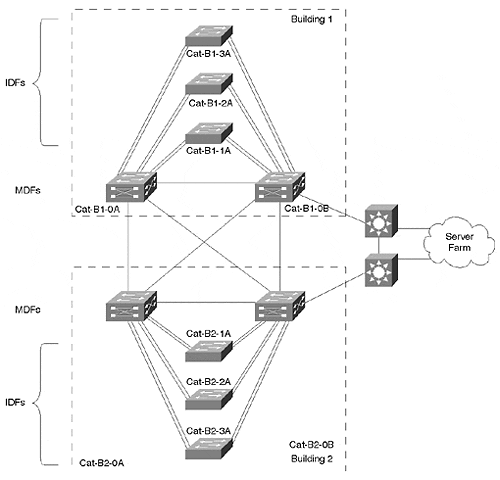 Building 1
IDFs
Cat-B1-3A
Cat-B1-2A
Cat-B1-1A
MDFs
Cat-B1-0A
Cat-B1-0B
Server
Farm
MDFs
Cat-B2-1A
Cat-B2-2A
IDFs
Cat-B2-3A
Cat-B2-0B
Cat-B2-0A
Building 2